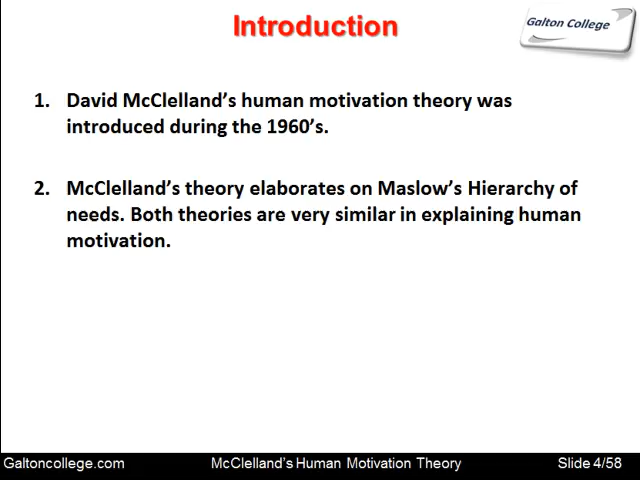 Introduction
Galton College
1. David McClelland's human motivation theory was
introduced during the 1960's.
2. McClelland's theory elaborates on Maslow's Hierarchy of
needs. Both theories are very similar in explaining human
motivation.
Galtoncollege.com McClelland's Human Motivation Theory Slide 4/58